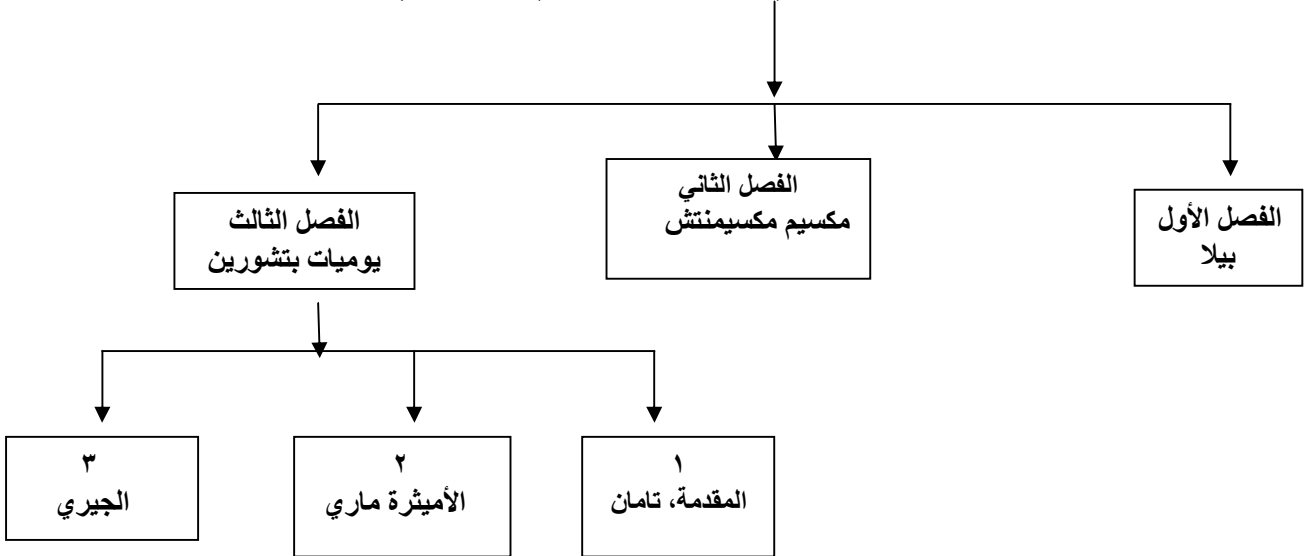 الفصل الأول
بيلا
الفصل الثاني
مكسيم مكسيمنتش
الفصل الثالث
يوميات بتشورين
١
المقدمة، تامان
٢
الأميثرة ماري
٣
الجيري